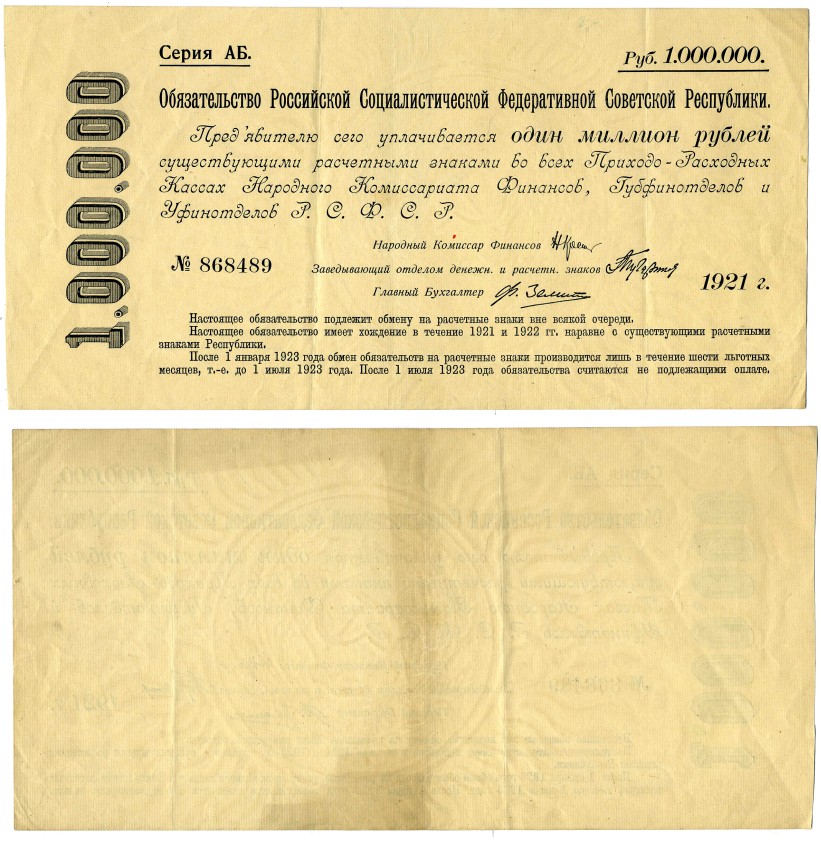 Серия АБ.
Руб. 1.000.000.
1.000.000
Обязательство Российской Социалистической Федеративной Советской Республики.
Пред'явителю сего уплачивается один миллион рублей
существующими расчетными знаками во всех Приходо-Расходных
Кассах Народного Комиссариата Финансов, Губфинотделов и
Уфинотделов Р. С. Ф. С. Р.
Народный Комиссар Финансов
№ 868489
Заведывающий отделом денежн. и расчетн. знаков
1921 г.
Главный Бухгалтер
Настоящее обязательство подлежит обмену на расчетные знаки вне всякой очереди.
Настоящее обязательство имеет хождение в течение 1921 и 1922 гг. наравне с существующими расчетными
знаками Республики.
После 1 января 1923 года обмен обязательств на расчетные знаки производится лишь в течение шести льготных
месяцев, т.-е. до 1 июля 1923 года. После 1 июля 1923 года обязательства считаются не подлежащими оплате.